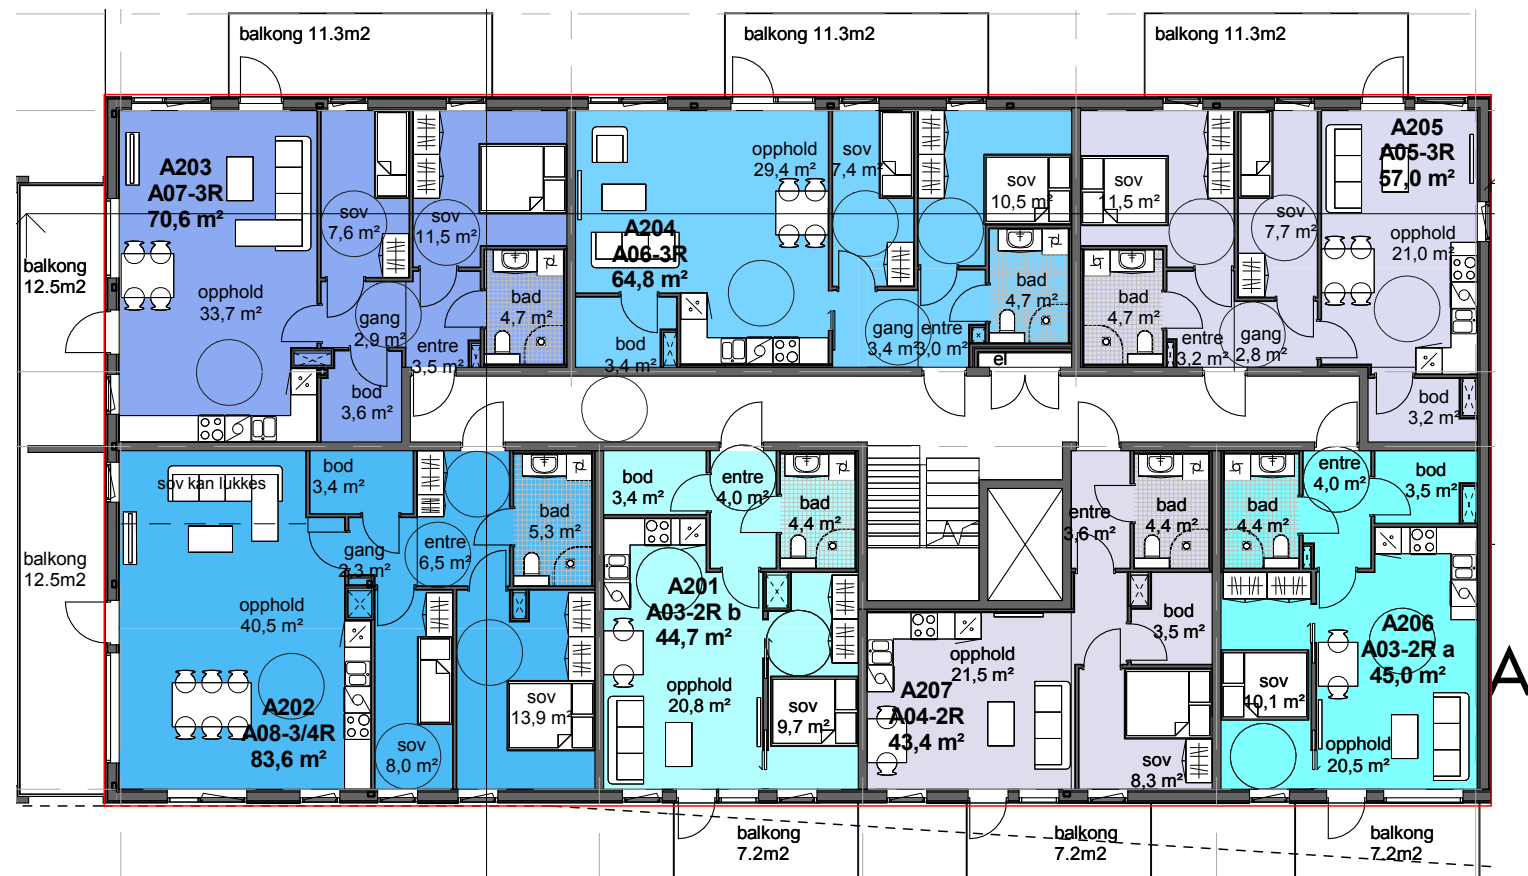 balkong 11.3m2
balkong 11.3m2
balkong 11.3m2
A203
A07-3R
70,6 m²
sov
7,6 m²
sov
11,5 m²
opphold
33,7 m²
gang
2,9 m²
entre
3,5 m²
bad
4,7 m²
bod
3,6 m²
balkong
12.5m2
opphold
29,4 m²
A204
A06-3R
64,8 m²
sov
7,4 m²
sov
10,5 m²
bad
4,7 m²
bod
3,4 m²
gang
3,4 m²
entre
3,0 m²
el
sov
11,5 m²
sov
7,7 m²
A205
A05-3R
57,0 m²
opphold
21,0 m²
bad
4,7 m²
entre
3,2 m²
gang
2,8 m²
bod
3,2 m²
sov kan lukkes
bod
3,4 m²
gang
2,3 m²
entre
6,5 m²
bad
5,3 m²
balkong
12.5m2
opphold
40,5 m²
A202
A08-3/4R
83,6 m²
sov
8,0 m²
sov
13,9 m²
bod
3,4 m²
entre
4,0 m²
bad
4,4 m²
A201
A03-2R b
44,7 m²
opphold
20,8 m²
sov
9,7 m²
entre
3,6 m²
bad
4,4 m²
bod
3,5 m²
opphold
21,5 m²
A207
A04-2R
43,4 m²
sov
8,3 m²
bad
4,4 m²
entre
4,0 m²
bod
3,5 m²
A206
A03-2R a
45,0 m²
sov
10,1 m²
opphold
20,5 m²
A
balkong
7.2m2
balkong
7.2m2
balkong
7.2m2